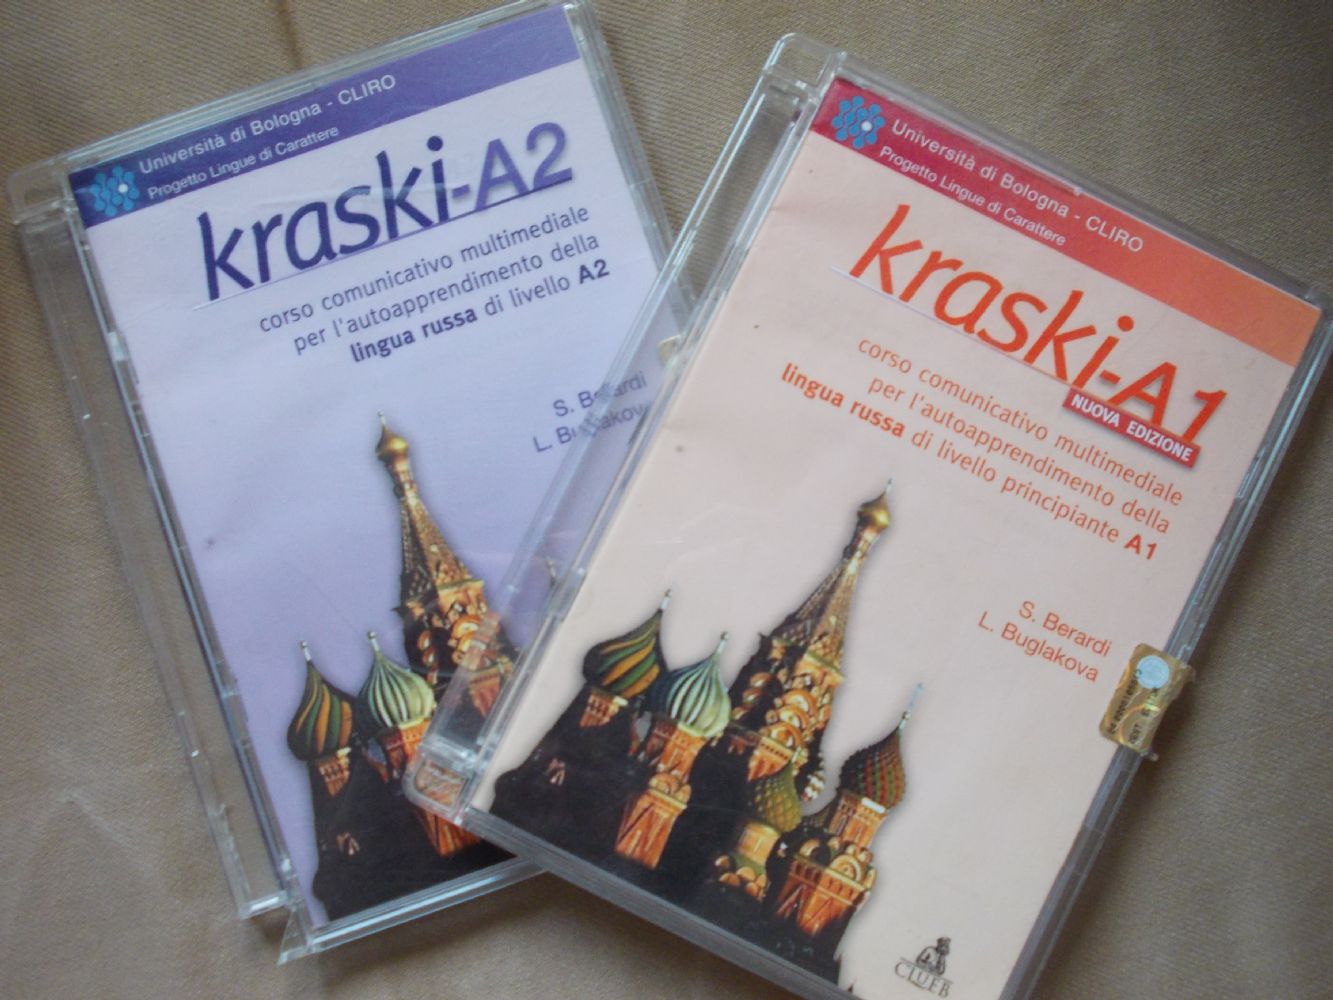 Università di Bologna - CLIRO
Progetto Lingue di Carattere
kraski-A2
corso comunicativo multimediale
per l'autoapprendimento della
lingua russa di livello A2
S. Berardi
L. Buglakova
Università di Bologna - CLIRO
Progetto Lingue di Carattere
kraski-A1
NUOVA EDIZIONE
corso comunicativo multimediale
per l'autoapprendimento della
lingua russa di livello principiante A1
S. Berardi
L. Buglakova
CLUEB